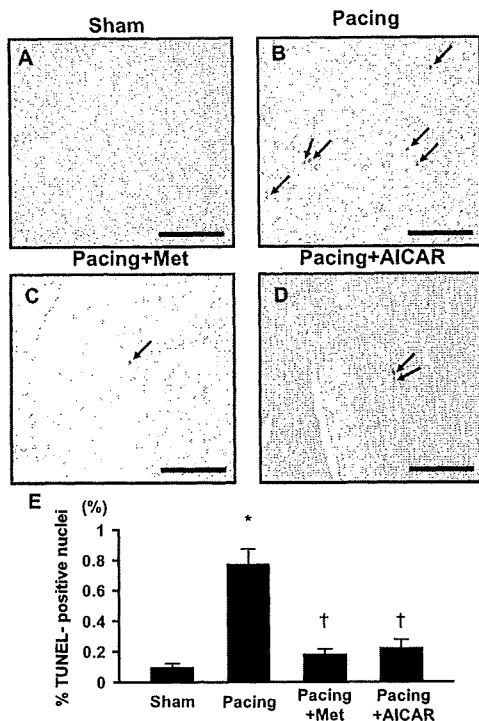 Sham
Pacing
A
B
Pacing+Met
Pacing+AICAR
C
D
E
(%)
% TUNEL- positive nuclei
1
0.8
0.6
0.4
0.2
0
*
†
†
Sham
Pacing
Pacing
+Met
Pacing
+AICAR